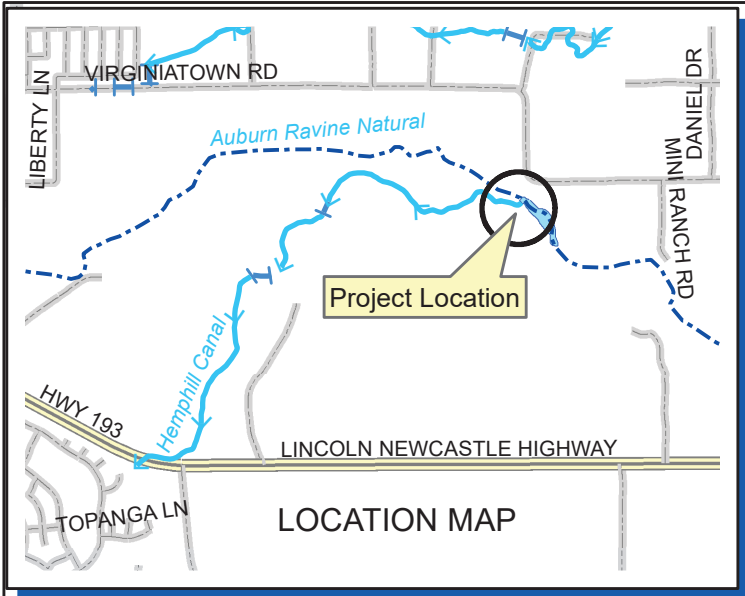 VIRGINIATOWN RD
LIBERTY LN
DANIEL DR
Auburn Ravine Natural
MINI RANCH RD
Project Location
Hemphill Canal
HWY 193
LINCOLN NEWCASTLE HIGHWAY
TOPANGA LN
LOCATION MAP